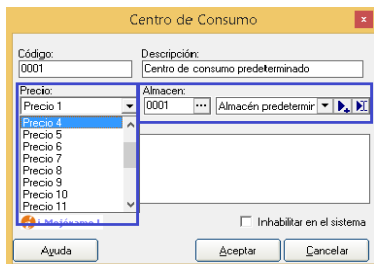 Centro de Consumo
Código: Descripción:
0001 Centro de consumo predeterminado
Precio: Almacen:
Precio 1 0001 ... Almacén predetermir
Precio 4
Precio 5
Precio 6
Precio 7
Precio 8
Precio 9
Precio 10
Precio 11
¡ Mejórame !
Inhabilitar en el sistema
Ayuda Aceptar Cancelar